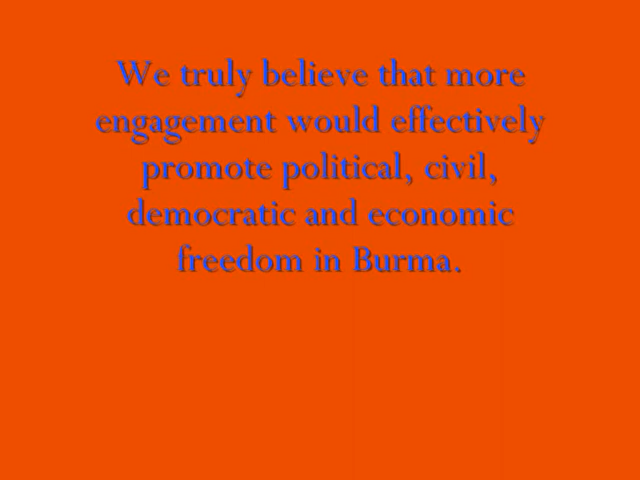 We truly believe that more
engagement would effectively
promote political, civil,
democratic and economic
freedom in Burma.